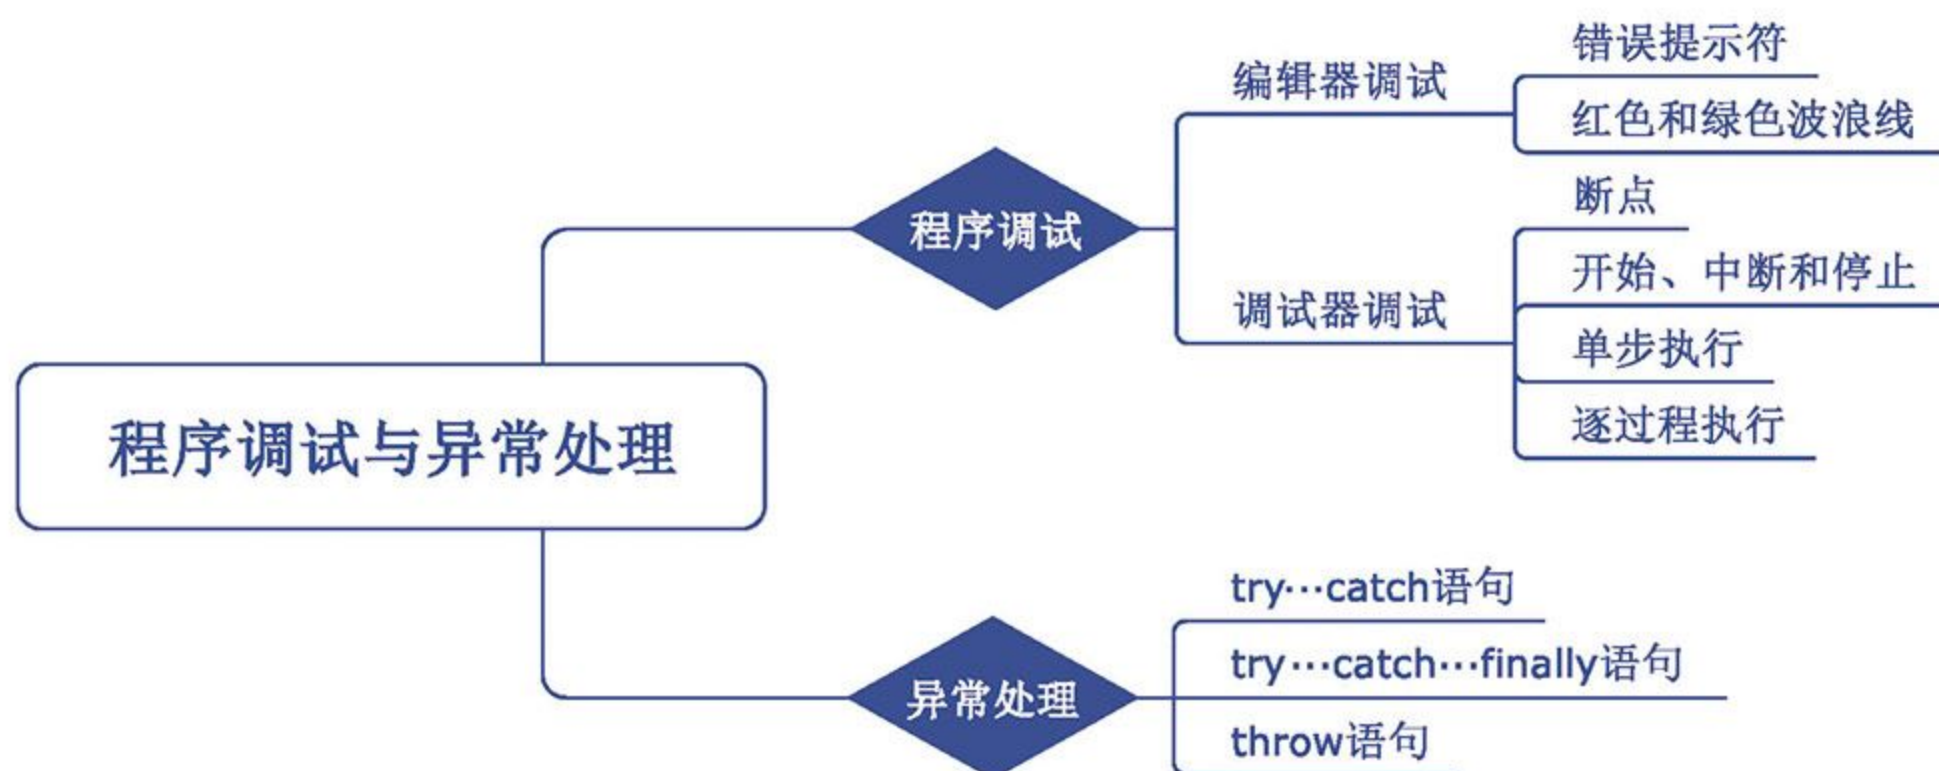 程序调试与异常处理
程序调试
编辑器调试
错误提示符
红色和绿色波浪线
调试器调试
断点
开始、中断和停止
单步执行
逐过程执行
异常处理
try…catch语句
try…catch…finally语句
throw语句